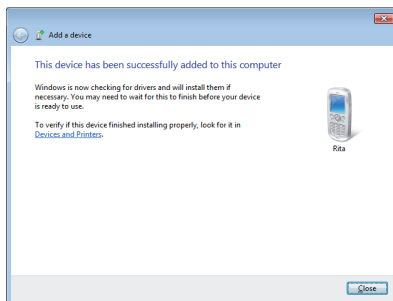 Add a device
This device has been successfully added to this computer
Windows is now checking for drivers and will install them if
necessary. You may need to wait for this to finish before your device
is ready to use.
To verify if this device finished installing properly, look for it in
Devices and Printers.
Rita
Close